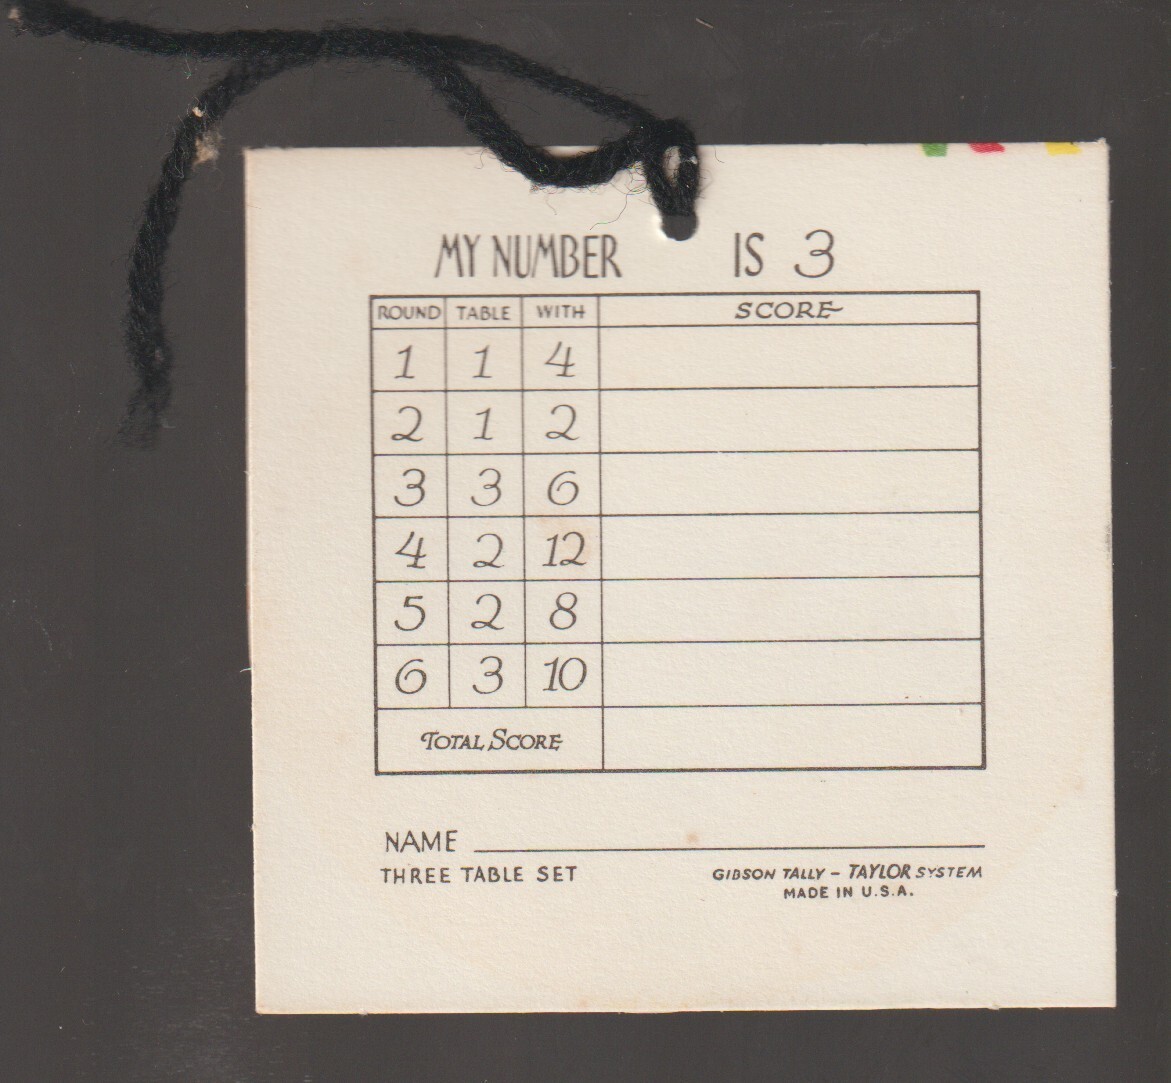 MY NUMBER IS 3
ROUND TABLE WITH SCORE
1 1 4
2 1 2
3 3 6
4 2 12
5 2 8
6 3 10
TOTAL SCORE
NAME
THREE TABLE SET
GIBSON TALLY – TAYLOR SYSTEM
MADE IN U.S.A.